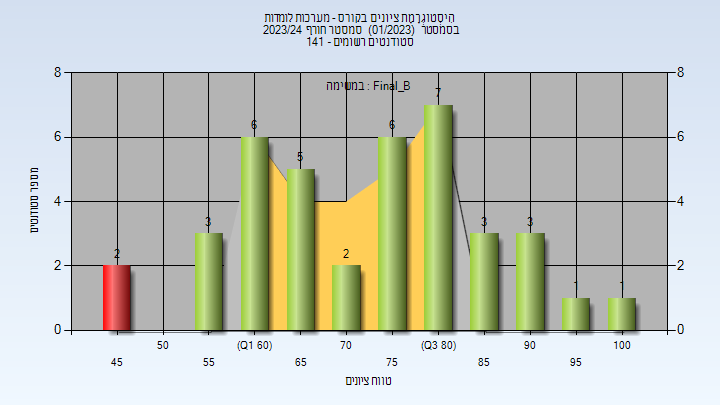 היסטוגרמת ציונים בקורס - מערכות לומדות
בסמסטר (01/2023) סמסטר חורף 2023/24
סטודנטים רשומים - 141
במשימה : Final_B
8 8
6 6
4 4
2 2
0 0
מספר סטודנטים
2 3 6 5 2 6 7 3 3 1 1
45 50 55 (Q1 60) 65 70 75 (Q3 80) 85 90 95 100
טווח ציונים